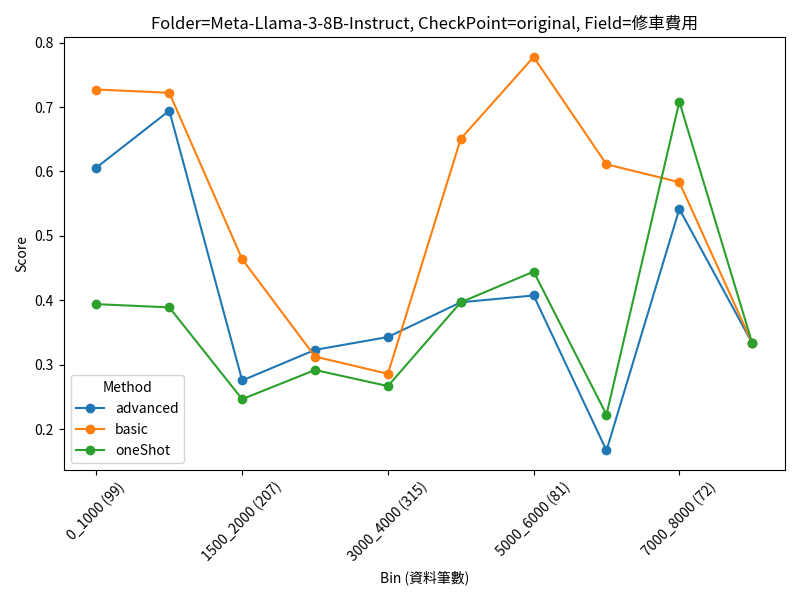 Folder=Meta-Llama-3-8B-Instruct, CheckPoint=original, Field=修車費用
Score
0.8
0.7
0.6
0.5
0.4
0.3
0.2
Method
advanced
basic
oneShot
0_1000 (99)
1500_2000 (207)
3000_4000 (315)
5000_6000 (81)
7000_8000 (72)
Bin (資料筆數)